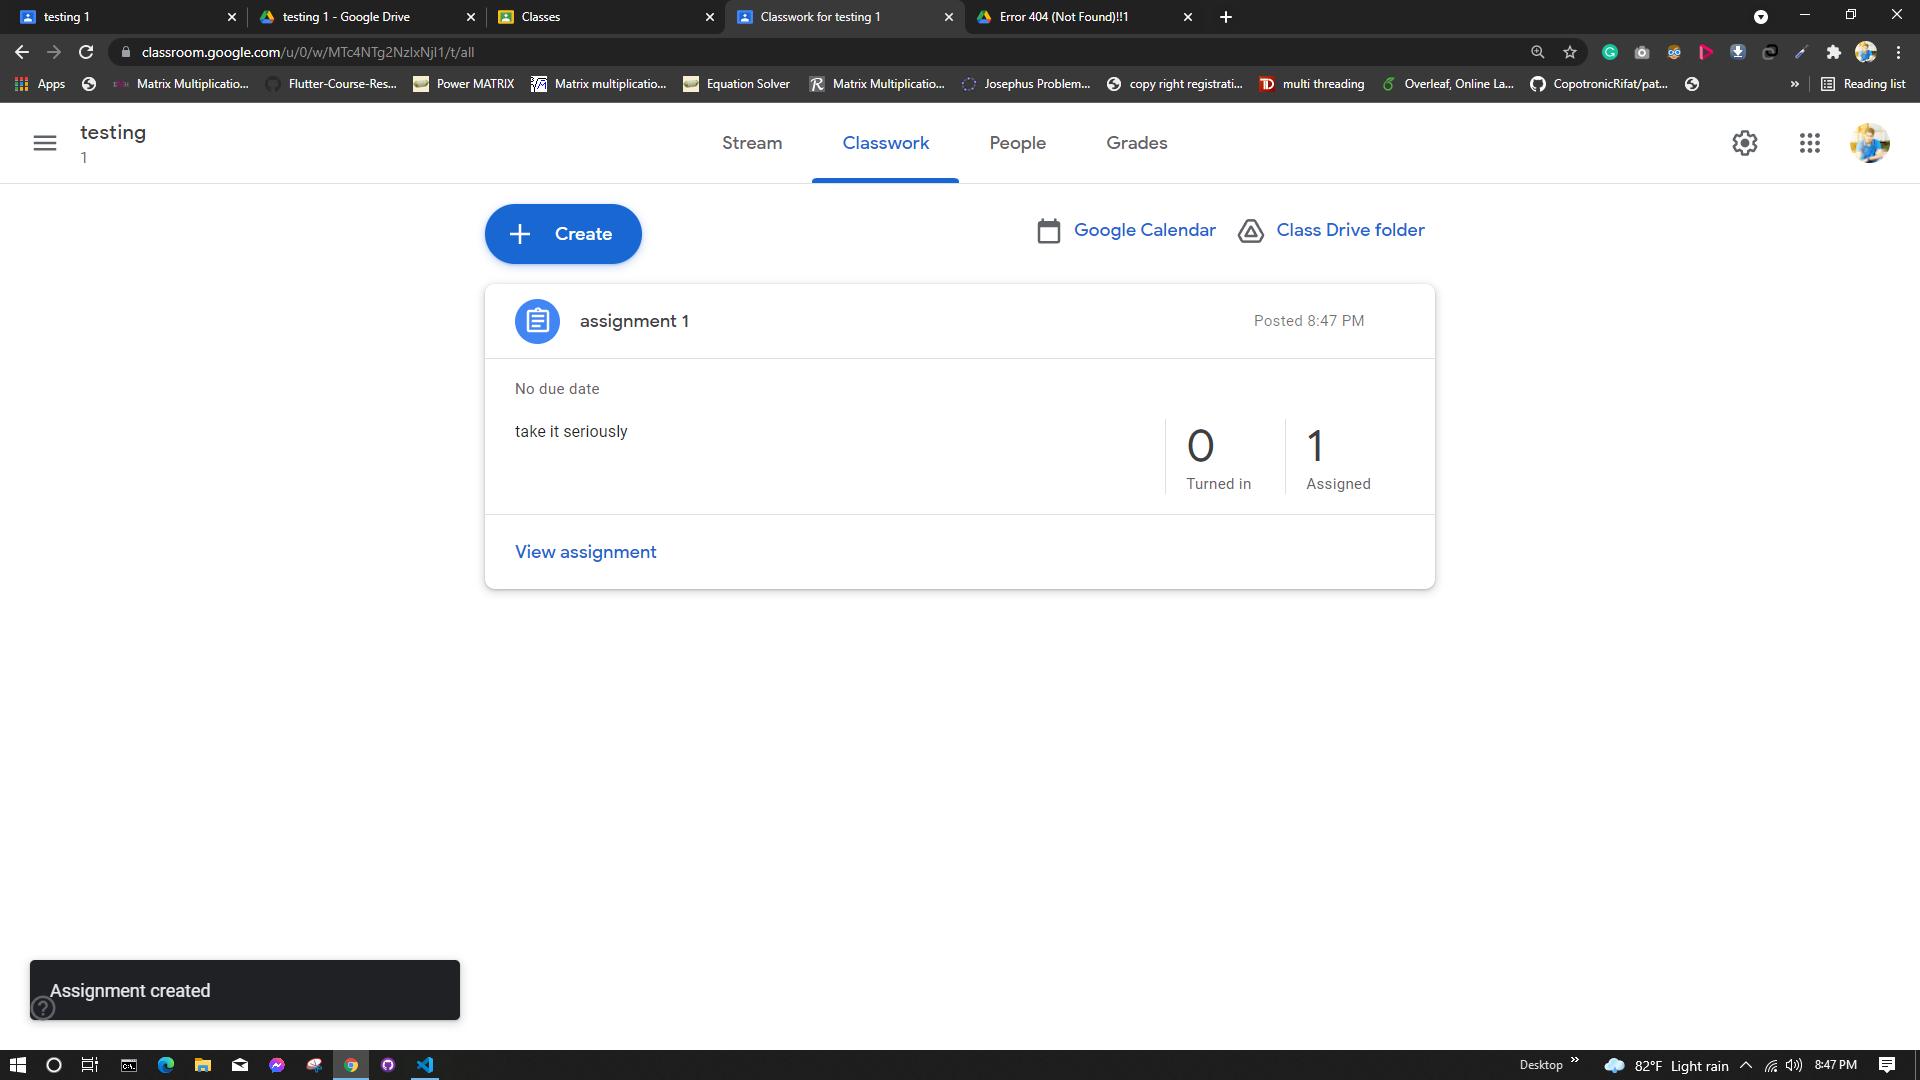 testing 1
testing 1 - Google Drive
Classes
Classwork for testing 1
Error 404 (Not Found)!!1
classroom.google.com/u/0/w/MTc4NTg2NzIxNjI1/t/all
Apps
Matrix Multiplicatio...
Flutter-Course-Res...
Power MATRIX
Matrix multiplicatio...
Equation Solver
Matrix Multiplicatio...
Josephus Problem...
copy right registrati...
multi threading
Overleaf, Online La...
CopotronicRifat/pat...
»
Reading list
testing
1
Stream
Classwork
People
Grades
Create
Google Calendar
Class Drive folder
assignment 1
Posted 8:47 PM
No due date
take it seriously
0
Turned in
1
Assigned
View assignment
Assignment created
Desktop
»
82°F Light rain
8:47 PM